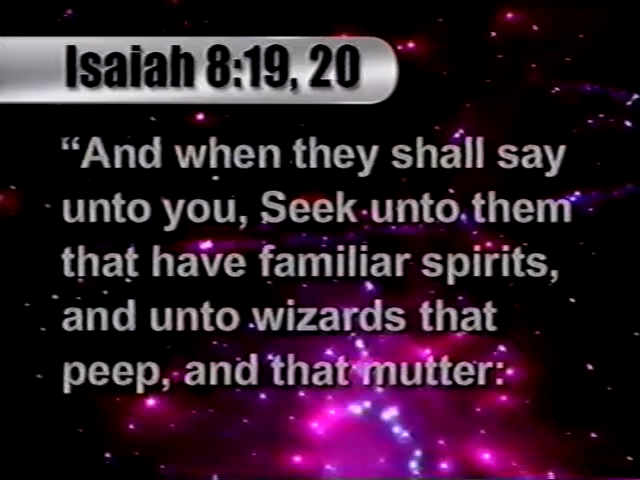 Isaiah 8:19, 20
“And when they shall say
unto you, Seek unto them
that have familiar spirits,
and unto wizards that
peep, and that mutter: